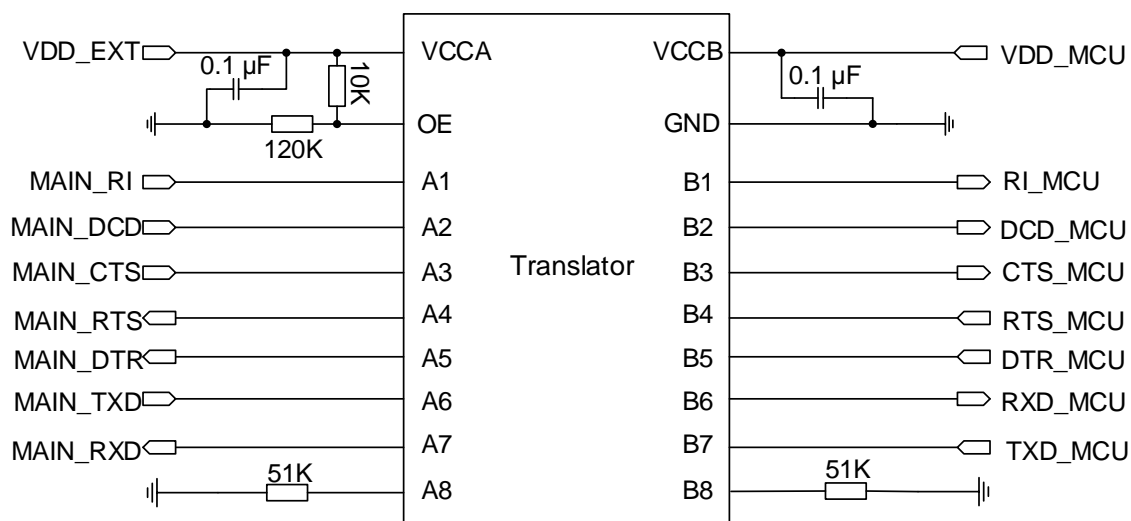 VDD_EXT VCCA VCCB VDD_MCU
0.1 µF 10K 0.1 µF
OE GND
120K
MAIN_RI A1 B1 RI_MCU
MAIN_DCD A2 B2 DCD_MCU
MAIN_CTS A3 Translator B3 CTS_MCU
MAIN_RTS A4 B4 RTS_MCU
MAIN_DTR A5 B5 DTR_MCU
MAIN_TXD A6 B6 RXD_MCU
MAIN_RXD A7 B7 TXD_MCU
51K 51K
A8 B8